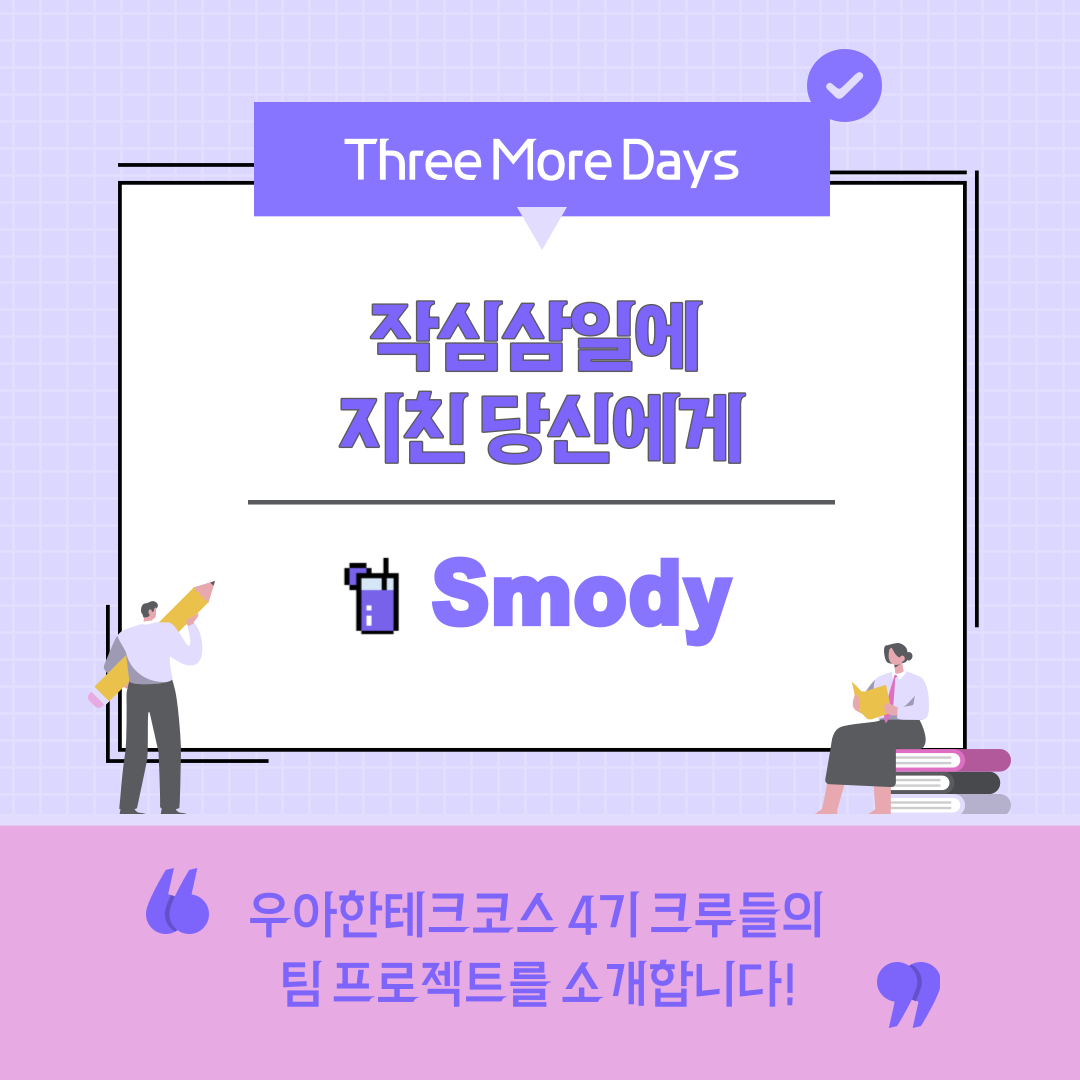 Three More Days
작심삼일에
지친 당신에게
Smody
❝ 우아한테크코스 4기 크루들의
팀 프로젝트를 소개합니다! ❞